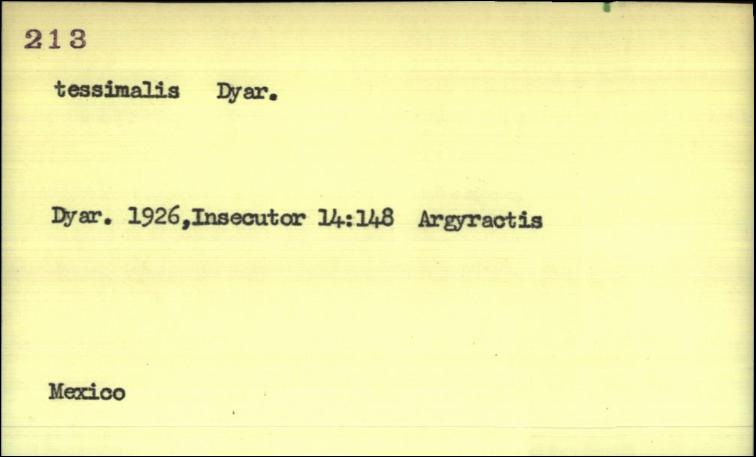 213
tessimalis Dyar.
Dyar. 1926,Insecutor 14:148 Argyractis
Mexico